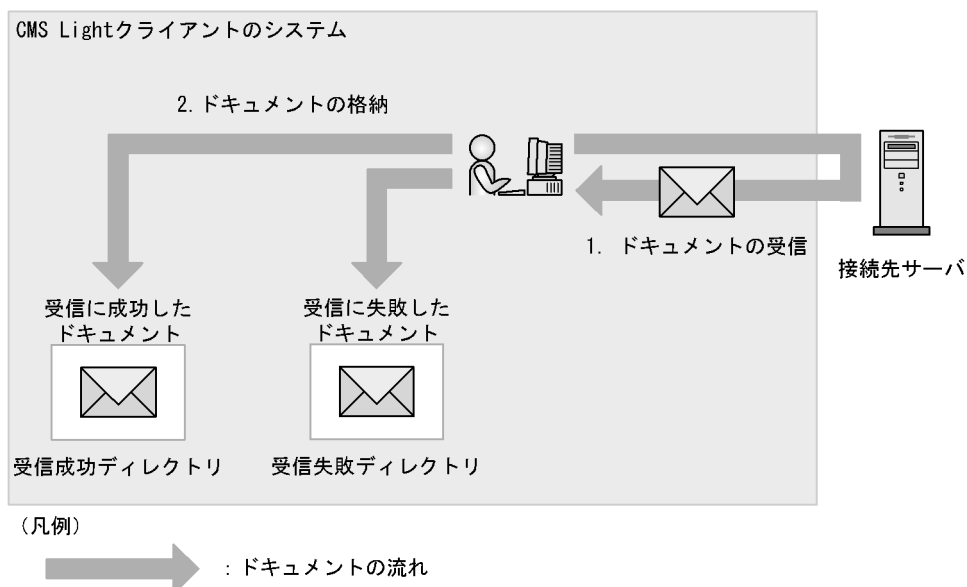 CMS Lightクライアントのシステム
2.ドキュメントの格納
1. ドキュメントの受信
接続先サーバ
受信に成功した
ドキュメント
受信に失敗した
ドキュメント
受信成功ディレクトリ
受信失敗ディレクトリ
(凡例)
：ドキュメントの流れ